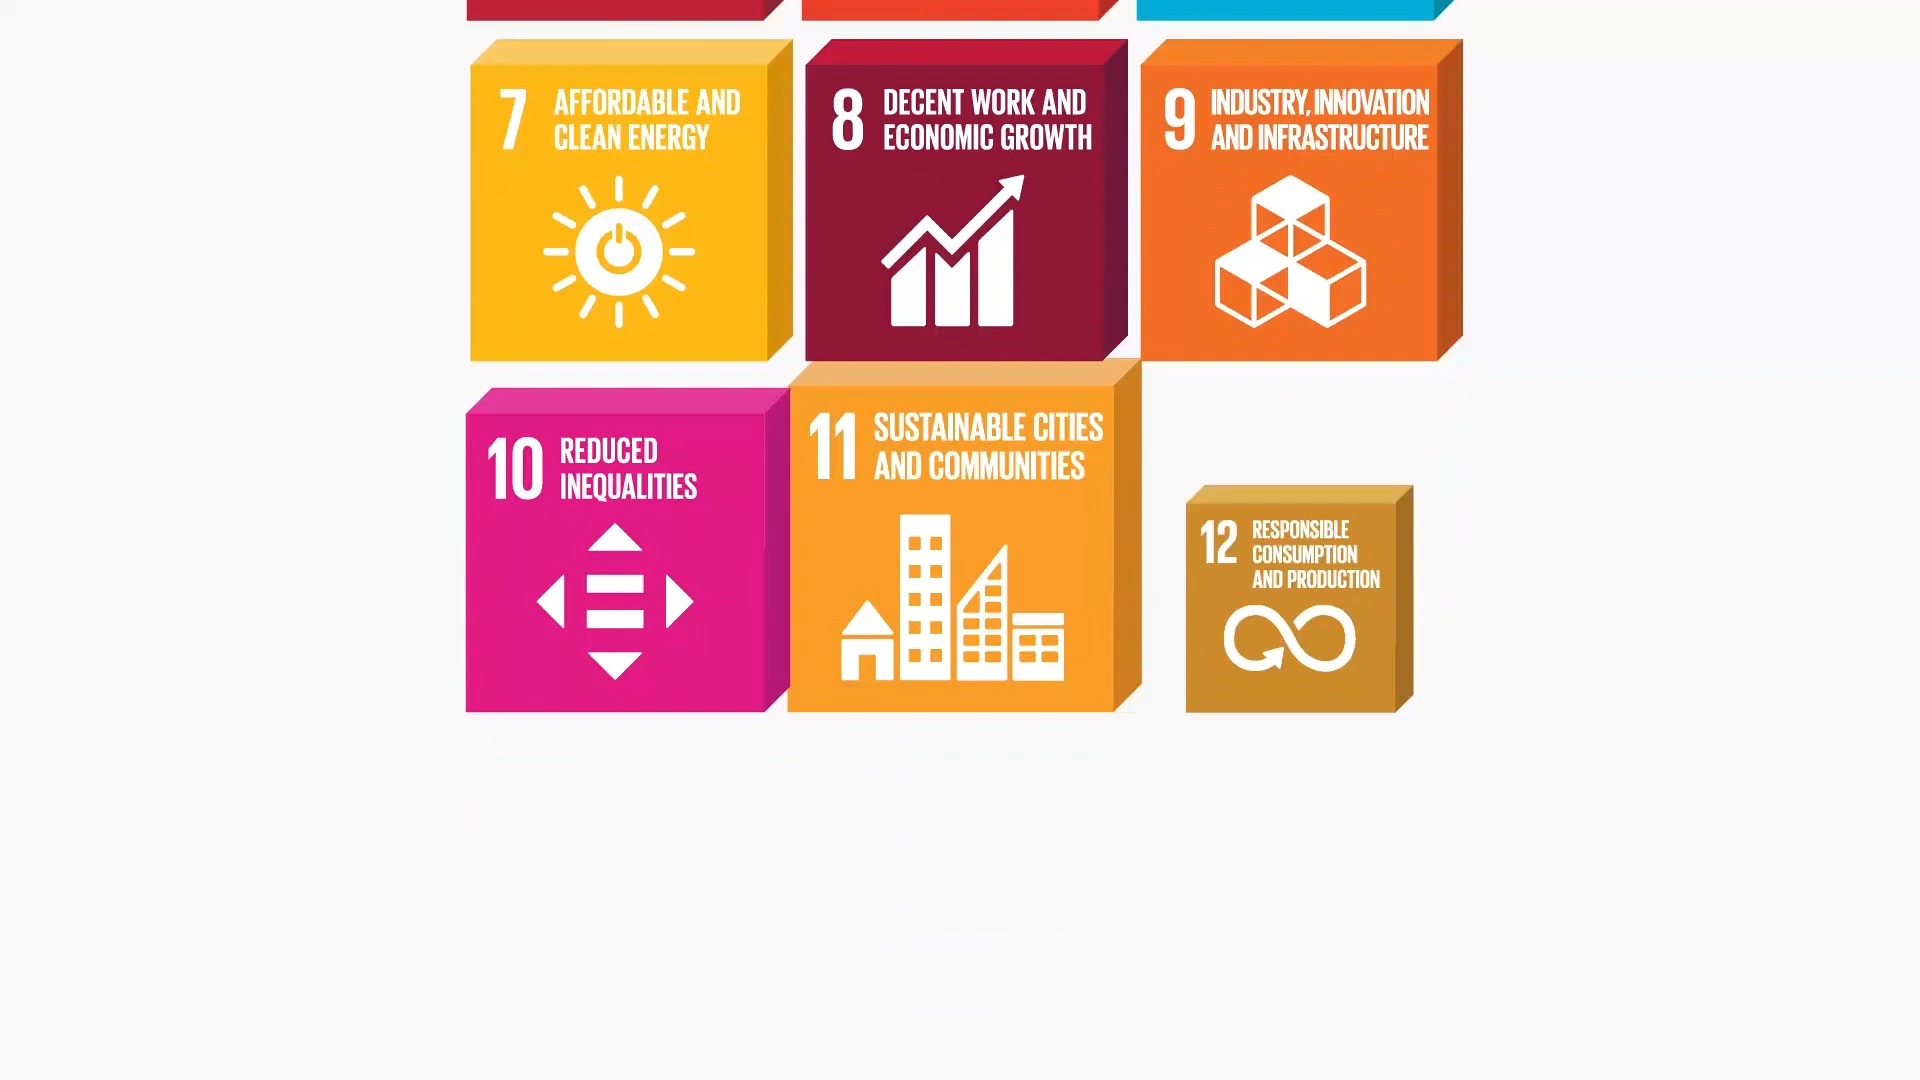 7 AFFORDABLE AND
CLEAN ENERGY
8 DECENT WORK AND
ECONOMIC GROWTH
9 INDUSTRY, INNOVATION
AND INFRASTRUCTURE
10 REDUCED
INEQUALITIES
11 SUSTAINABLE CITIES
AND COMMUNITIES
12 RESPONSIBLE
CONSUMPTION
AND PRODUCTION